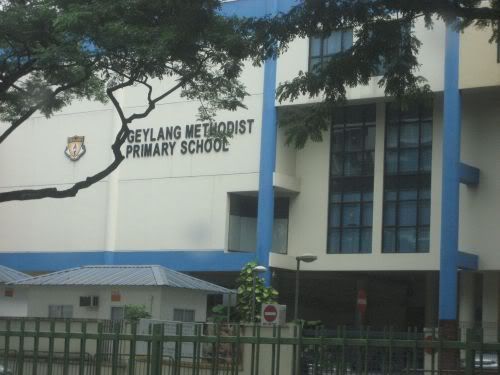 GEYLANG METHODIST
PRIMARY SCHOOL